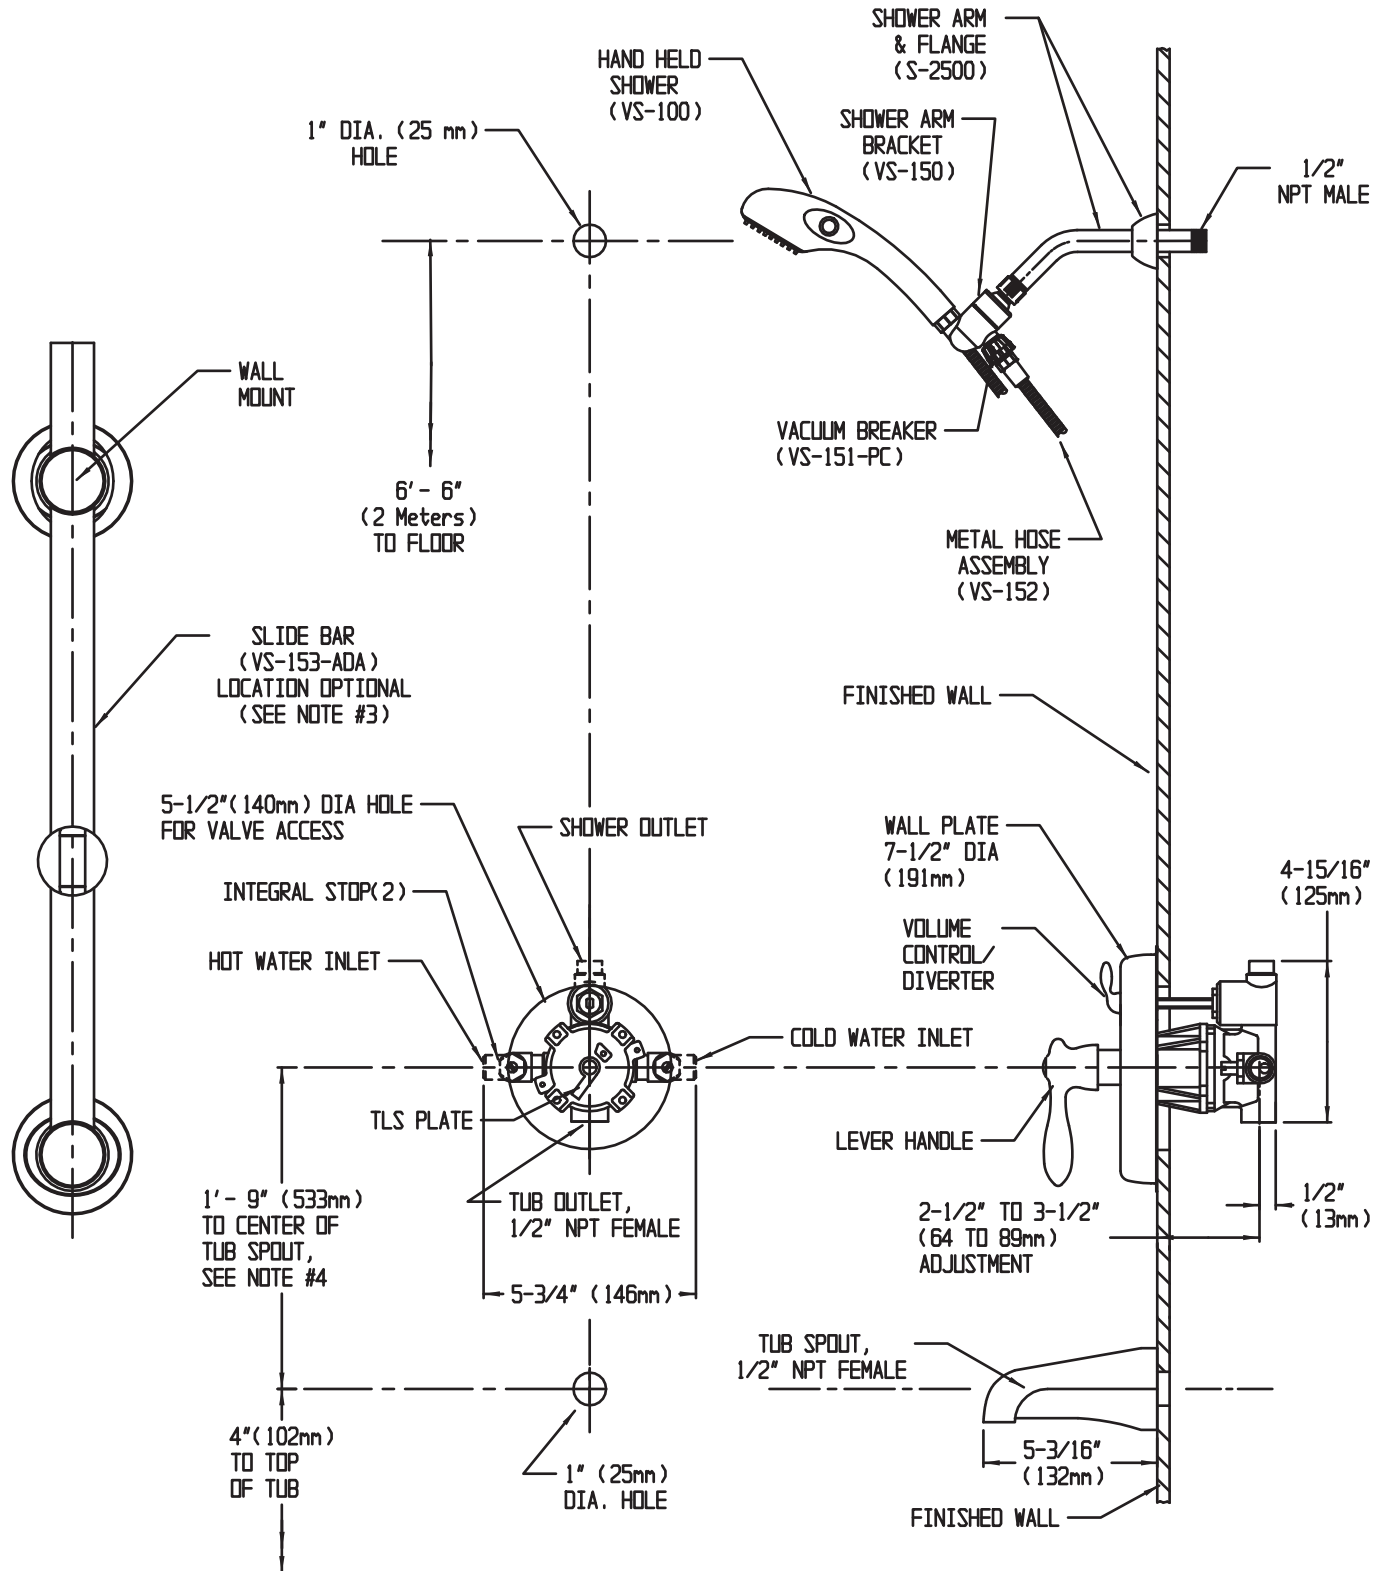 SHOWER ARM
& FLANGE
(S-2500)
HAND HELD
SHOWER
(VS-100)
SHOWER ARM
BRACKET
(VS-150)
1" DIA. (25 mm)
HOLE
1/2"
NPT MALE
WALL
MOUNT
VACUUM BREAKER
(VS-151-PC)
6'- 6"
(2 Meters)
TO FLOOR
METAL HOSE
ASSEMBLY
(VS-152)
SLIDE BAR
(VS-153-ADA)
LOCATION OPTIONAL
(SEE NOTE #3)
FINISHED WALL
5-1/2"(140mm) DIA HOLE
FOR VALVE ACCESS
SHOWER OUTLET
WALL PLATE
7-1/2" DIA
(191mm)
4-15/16"
(125mm)
INTEGRAL STOP(2)
VOLUME
CONTROL/
DIVERTER
HOT WATER INLET
COLD WATER INLET
TLS PLATE
LEVER HANDLE
1'- 9" (533mm)
TO CENTER OF
TUB SPOUT,
SEE NOTE #4
TUB OUTLET,
1/2" NPT FEMALE
2-1/2" TO 3-1/2"
(64 TO 89mm)
ADJUSTMENT
1/2"
(13mm)
5-3/4" (146mm)
TUB SPOUT,
1/2" NPT FEMALE
4"(102mm)
TO TOP
OF TUB
1" (25mm)
DIA. HOLE
5-3/16"
(132mm)
FINISHED WALL